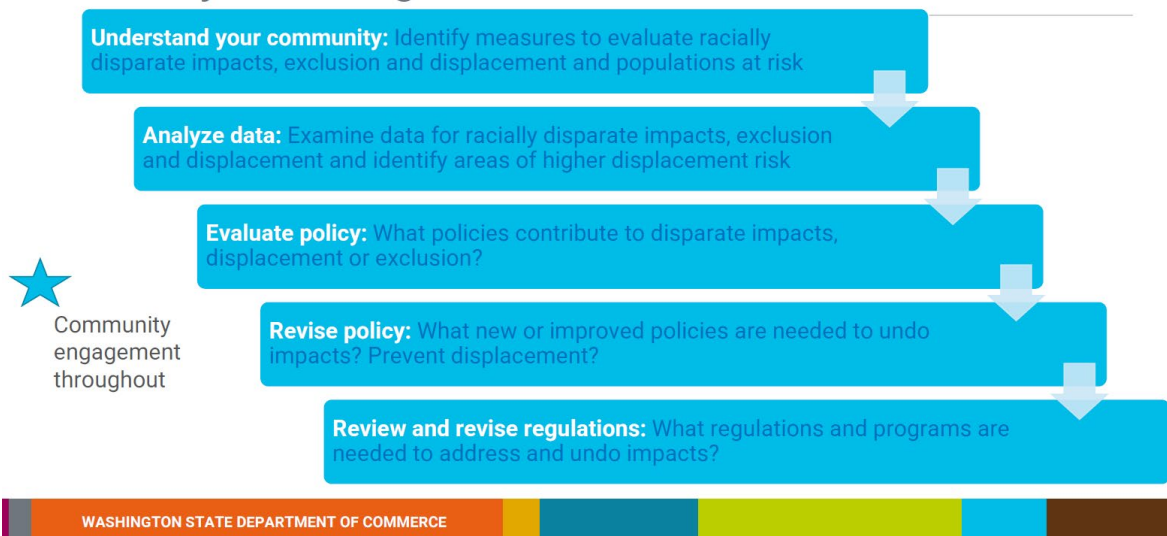 Understand your community: Identify measures to evaluate racially
disparate impacts, exclusion and displacement and populations at risk
Analyze data: Examine data for racially disparate impacts, exclusion
and displacement and identify areas of higher displacement risk
Evaluate policy: What policies contribute to disparate impacts,
displacement or exclusion?
Community
engagement
throughout
Revise policy: What new or improved policies are needed to undo
impacts? Prevent displacement?
Review and revise regulations: What regulations and programs are
needed to address and undo impacts?
WASHINGTON STATE DEPARTMENT OF COMMERCE